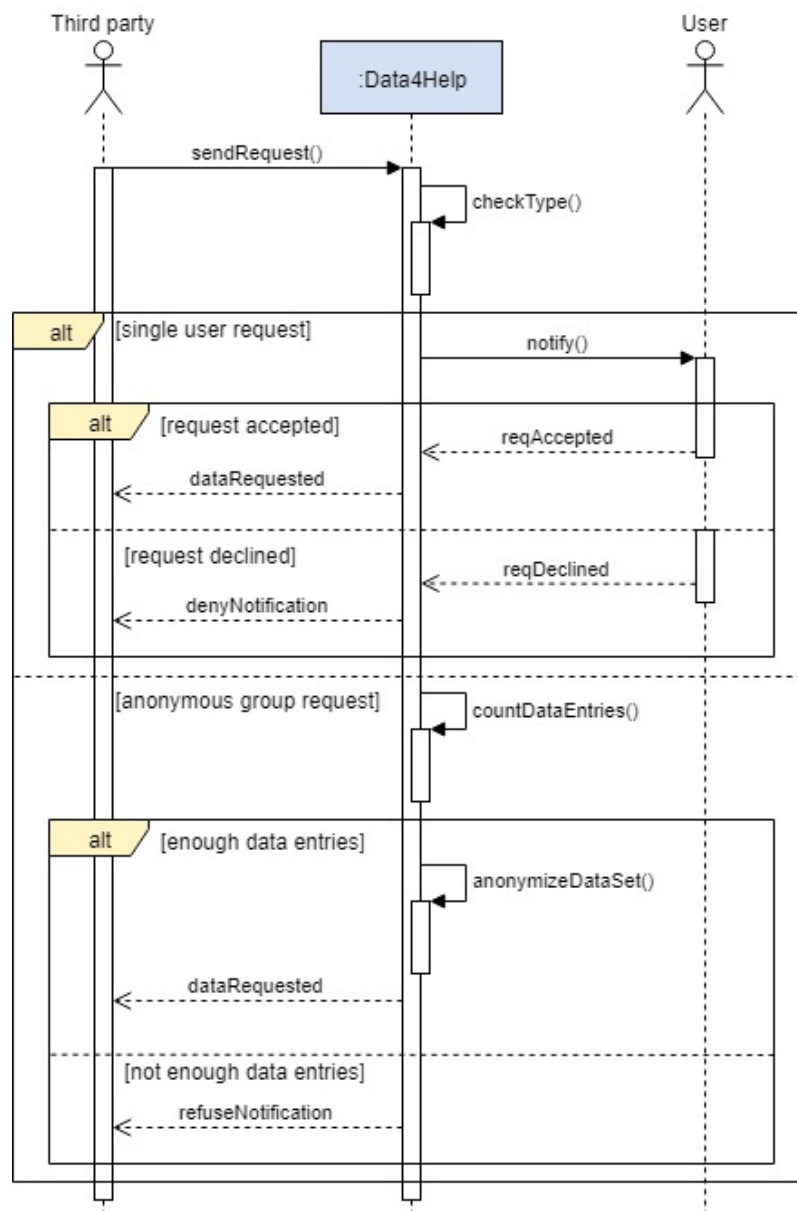 Third party
User
:Data4Help
sendRequest()
checkType()
alt
[single user request]
notify()
alt
[request accepted]
reqAccepted
dataRequested
[request declined]
reqDeclined
denyNotification
[anonymous group request]
countDataEntries()
alt
[enough data entries]
anonymizeDataSet()
dataRequested
[not enough data entries]
refuseNotification